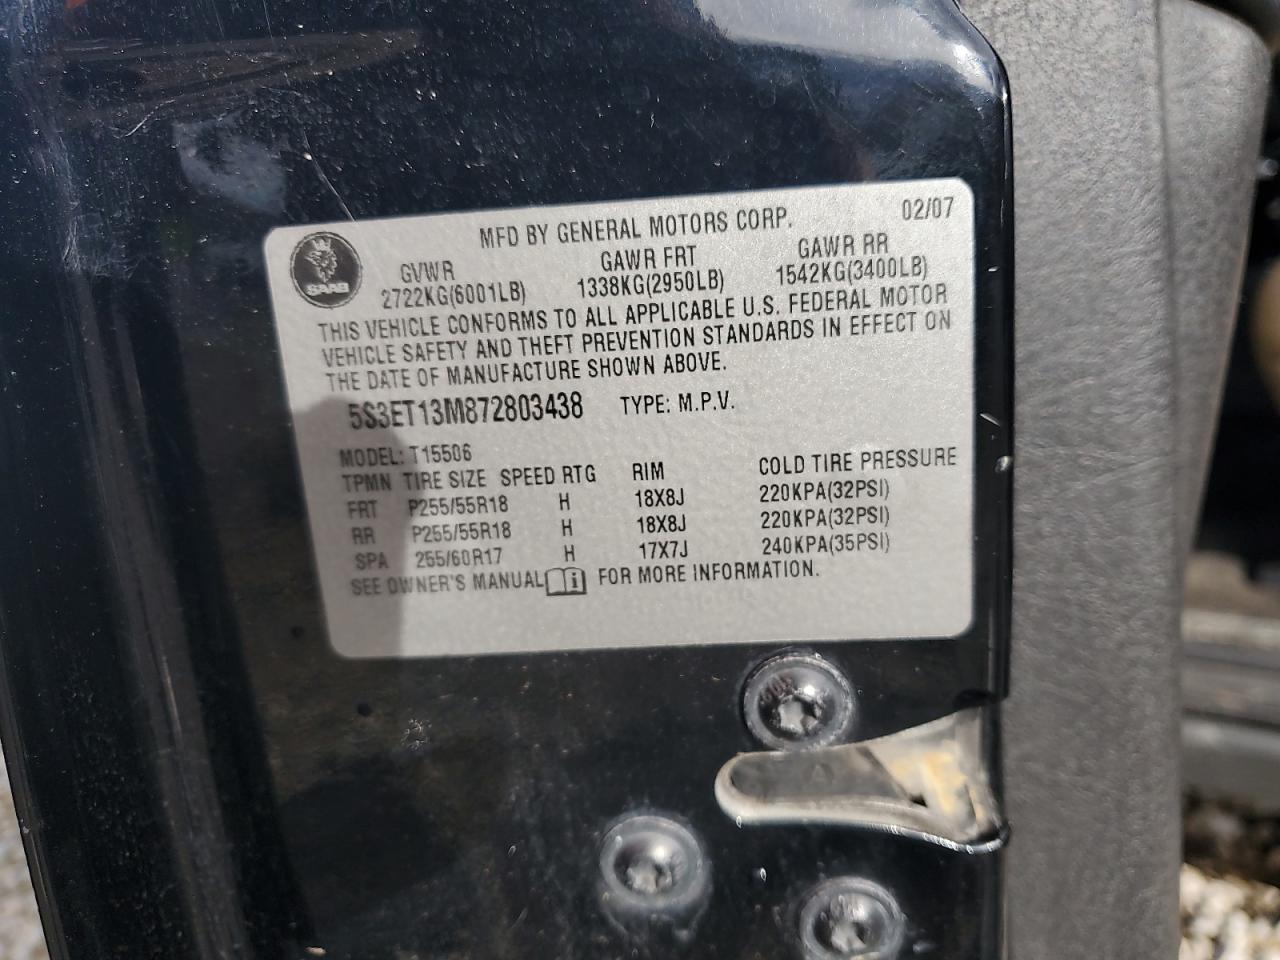 MFD BY GENERAL MOTORS CORP. 02/07
SAAB
GVWR GAWR FRT GAWR RR
2722KG(6001LB) 1338KG(2950LB) 1542KG(3400LB)
THIS VEHICLE CONFORMS TO ALL APPLICABLE U.S. FEDERAL MOTOR
VEHICLE SAFETY AND THEFT PREVENTION STANDARDS IN EFFECT ON
THE DATE OF MANUFACTURE SHOWN ABOVE.
5S3ET13M872803438 TYPE: M.P.V.
MODEL: T15506
TPMN TIRE SIZE SPEED RTG RIM COLD TIRE PRESSURE
FRT P255/55R18 H 18X8J 220KPA(32PSI)
RR P255/55R18 H 18X8J 220KPA(32PSI)
SPA 255/60R17 H 17X7J 240KPA(35PSI)
SEE OWNER'S MANUAL i FOR MORE INFORMATION.